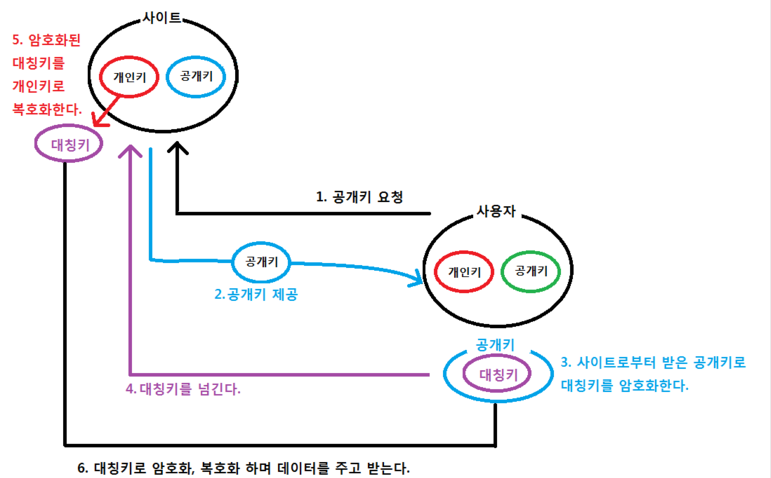 사이트
5. 암호화된
대칭키를
개인키로
복호화한다.
개인키
공개키
대칭키
1. 공개키 요청
사용자
공개키
개인키
공개키
2.공개키 제공
공개키
대칭키
3. 사이트로부터 받은 공개키로
대칭키를 암호화한다.
4.대칭키를 넘긴다.
6. 대칭키로 암호화, 복호화 하며 데이터를 주고 받는다.